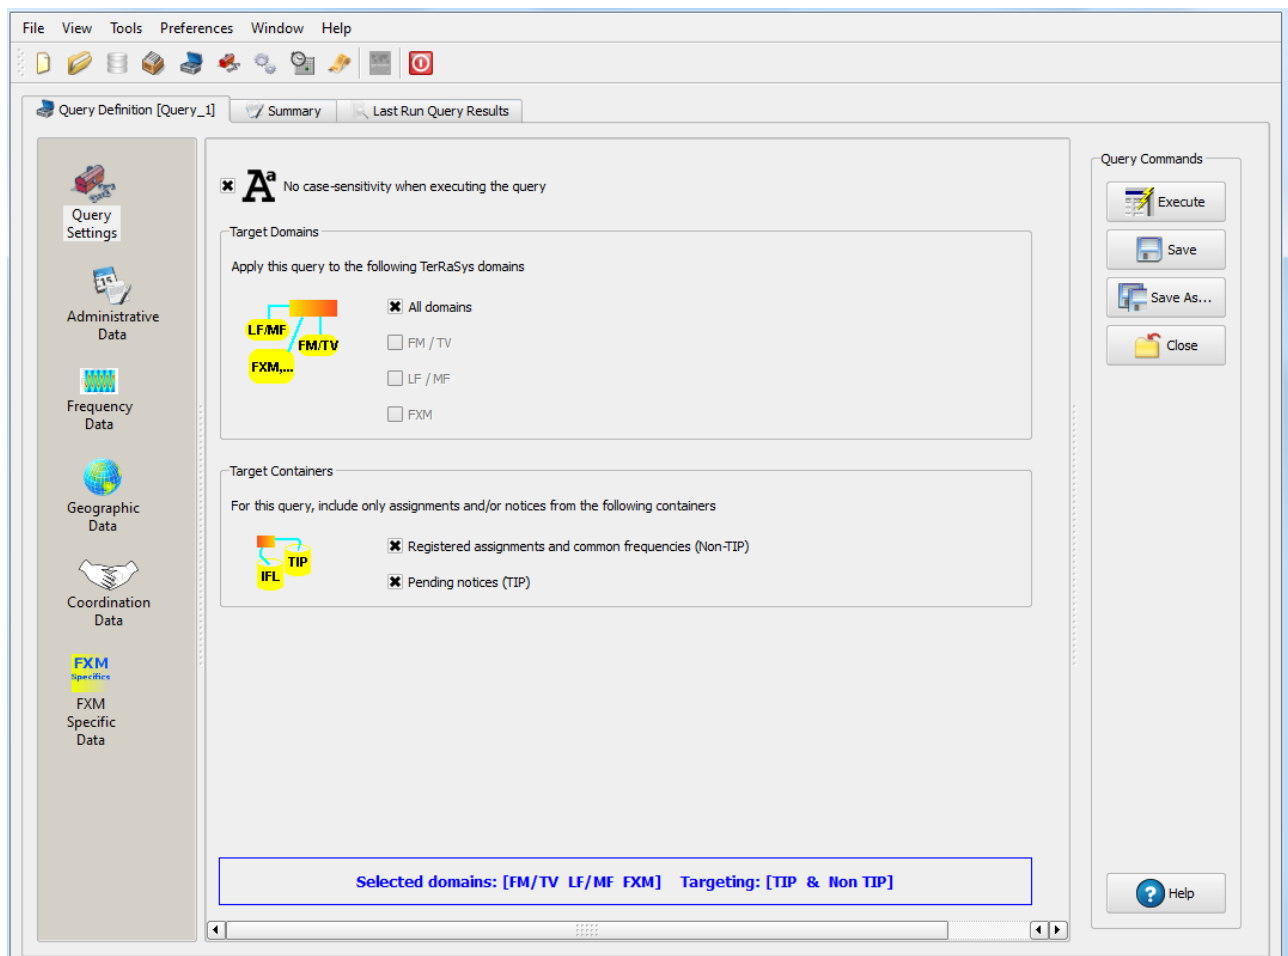 File View Tools Preferences Window Help
Query Definition [Query_1] Summary Last Run Query Results
Query
Settings
Administrative
Data
Frequency
Data
Geographic
Data
Coordination
Data
FXM
Specifics
FXM
Specific
Data
No case-sensitivity when executing the query
Target Domains
Apply this query to the following TerRaSys domains
LF/MF
FM/TV
FXM,...
All domains
FM / TV
LF / MF
FXM
Target Containers
For this query, include only assignments and/or notices from the following containers
TIP
IFL
Registered assignments and common frequencies (Non-TIP)
Pending notices (TIP)
Selected domains: [FM/TV LF/MF FXM] Targeting: [TIP & Non TIP]
Query Commands
Execute
Save
Save As...
Close
Help